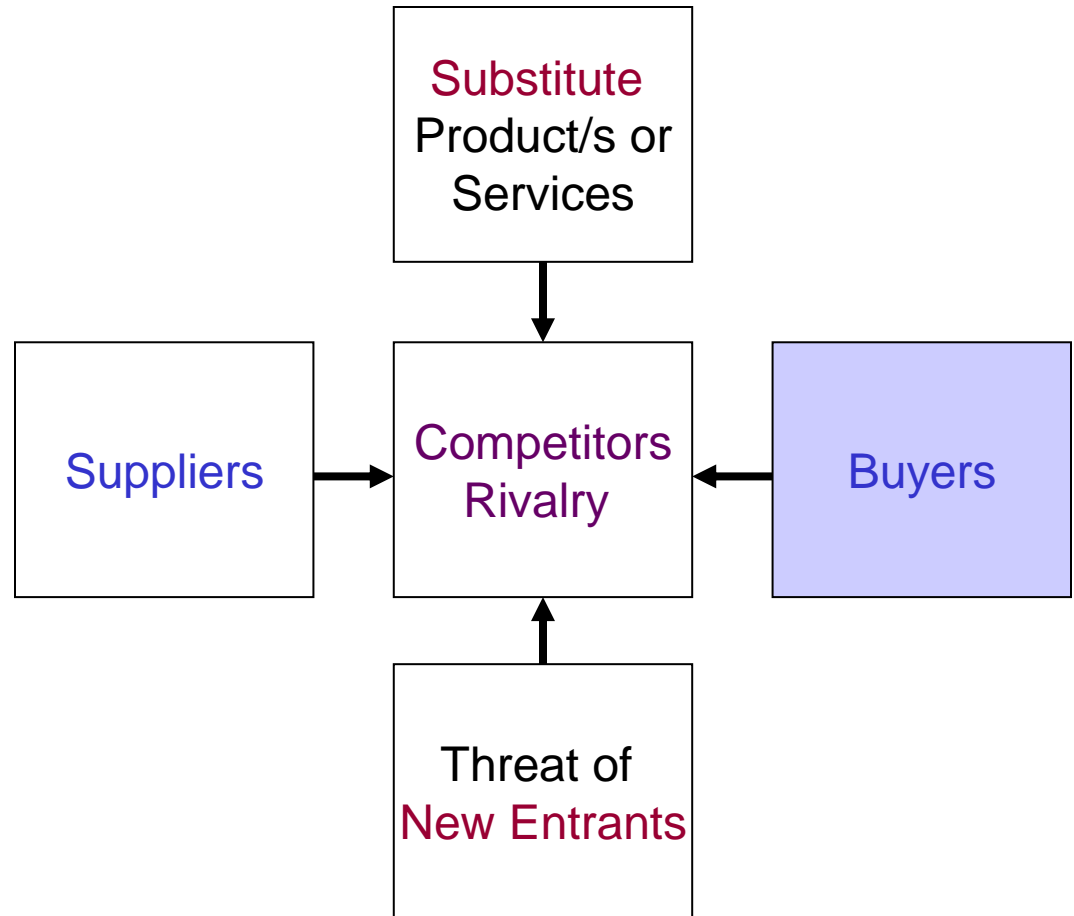 Substitute
Product/s or
Services
Suppliers
Competitors
Rivalry
Buyers
Threat of
New Entrants